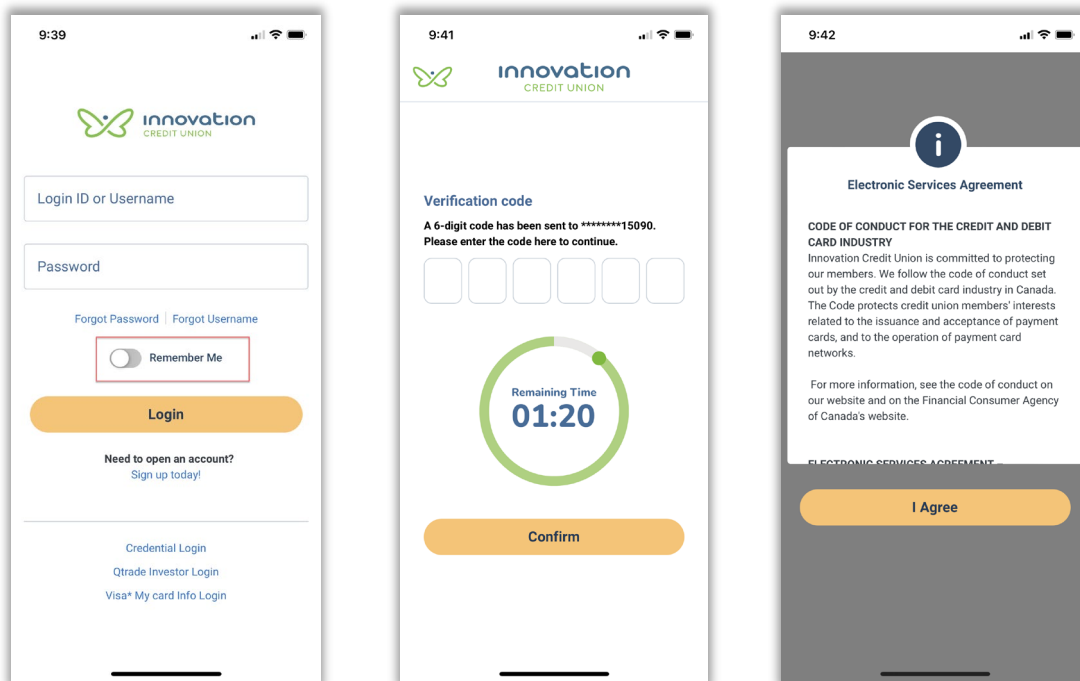 9:39
innovation
CREDIT UNION
Login ID or Username
Password
Forgot Password | Forgot Username
Remember Me
Login
Need to open an account?
Sign up today!
Credential Login
Qtrade Investor Login
Visa* My card Info Login
9:41
innovation
CREDIT UNION
Verification code
A 6-digit code has been sent to ********15090.
Please enter the code here to continue.
Remaining Time
01:20
Confirm
9:42
i
Electronic Services Agreement
CODE OF CONDUCT FOR THE CREDIT AND DEBIT
CARD INDUSTRY
Innovation Credit Union is committed to protecting
our members. We follow the code of conduct set
out by the credit and debit card industry in Canada.
The Code protects credit union members' interests
related to the issuance and acceptance of payment
cards, and to the operation of payment card
networks.
For more information, see the code of conduct on
our website and on the Financial Consumer Agency
of Canada's website.
ELECTRONIC SERVICES AGREEMENT –
I Agree